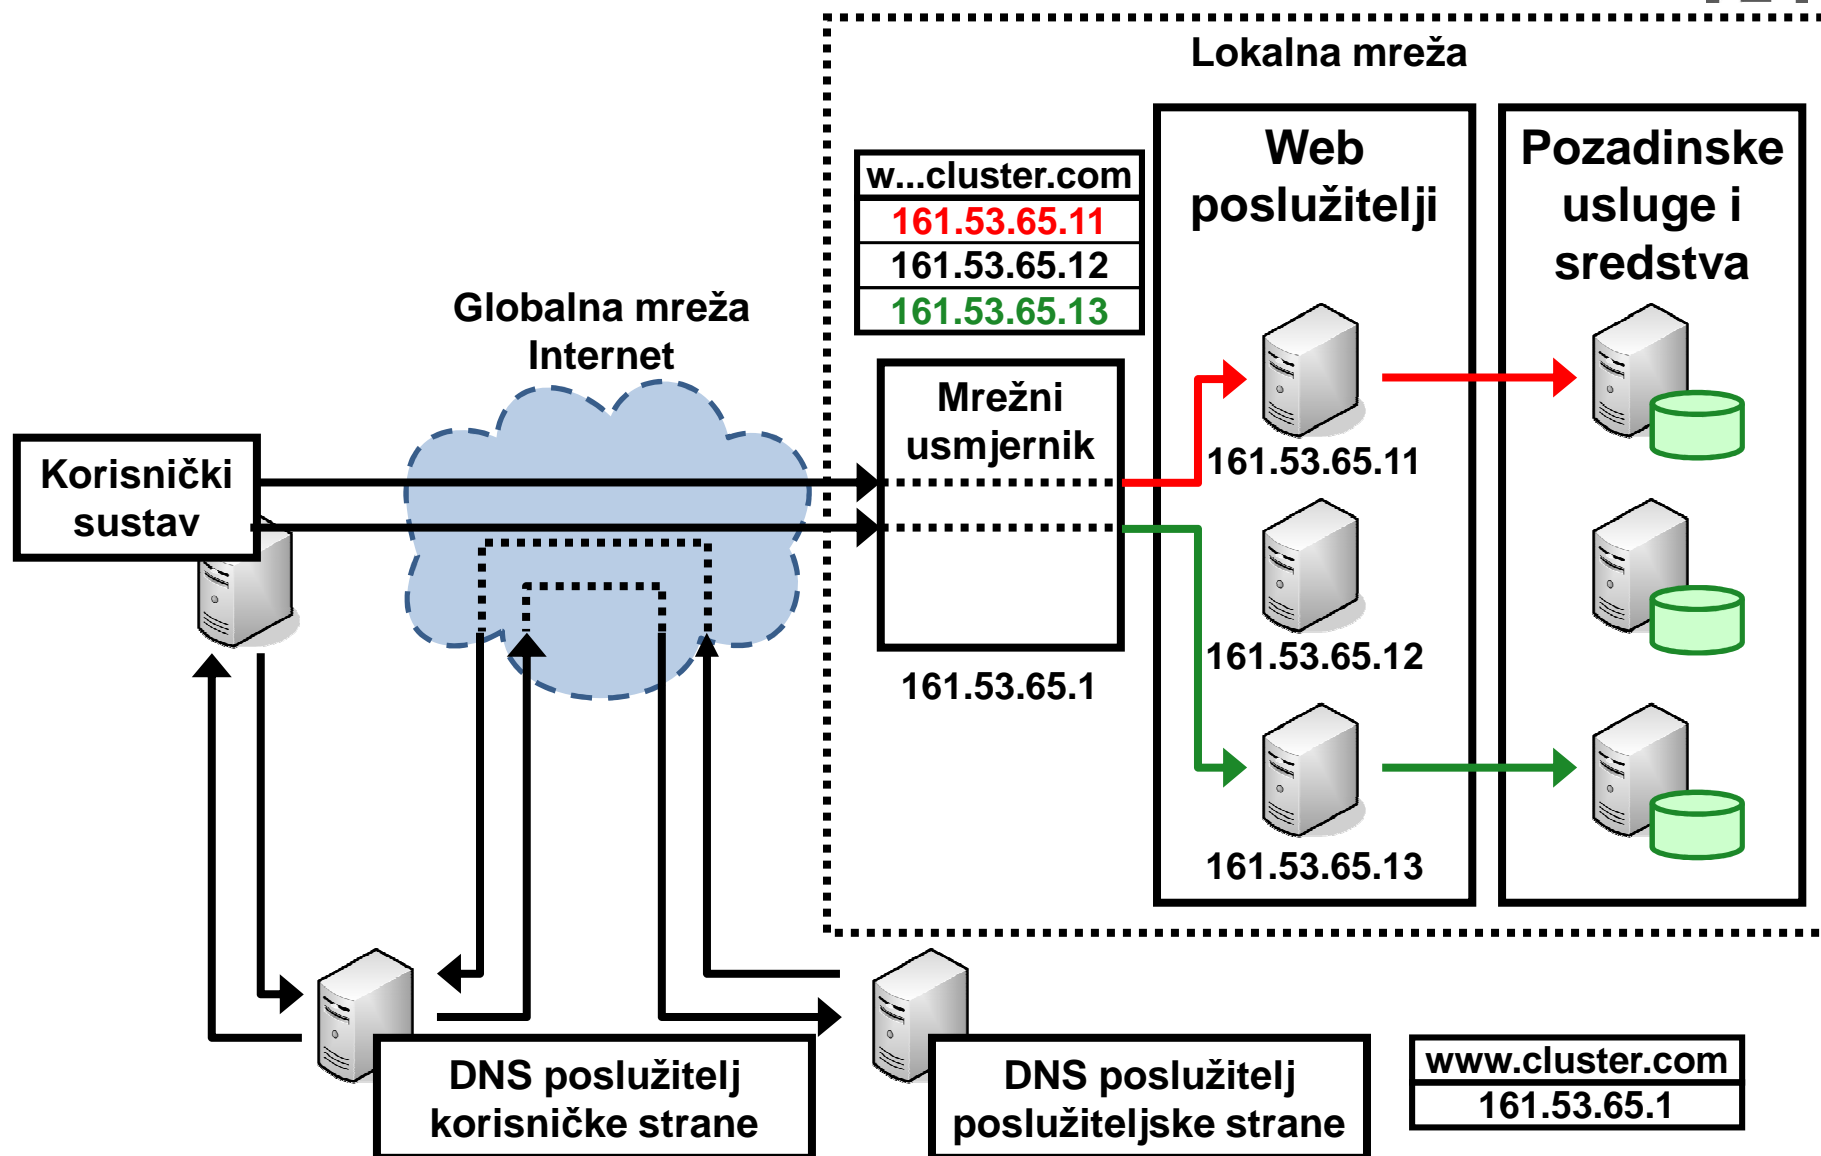 Lokalna mreža
w...cluster.com
161.53.65.11
161.53.65.12
161.53.65.13
Web
poslužitelji
Pozadinske
usluge i
sredstva
Globalna mreža
Internet
Mrežni
usmjernik
161.53.65.1
Korisnički
sustav
161.53.65.11
161.53.65.12
161.53.65.13
DNS poslužitelj
korisničke strane
DNS poslužitelj
poslužiteljske strane
www.cluster.com
161.53.65.1